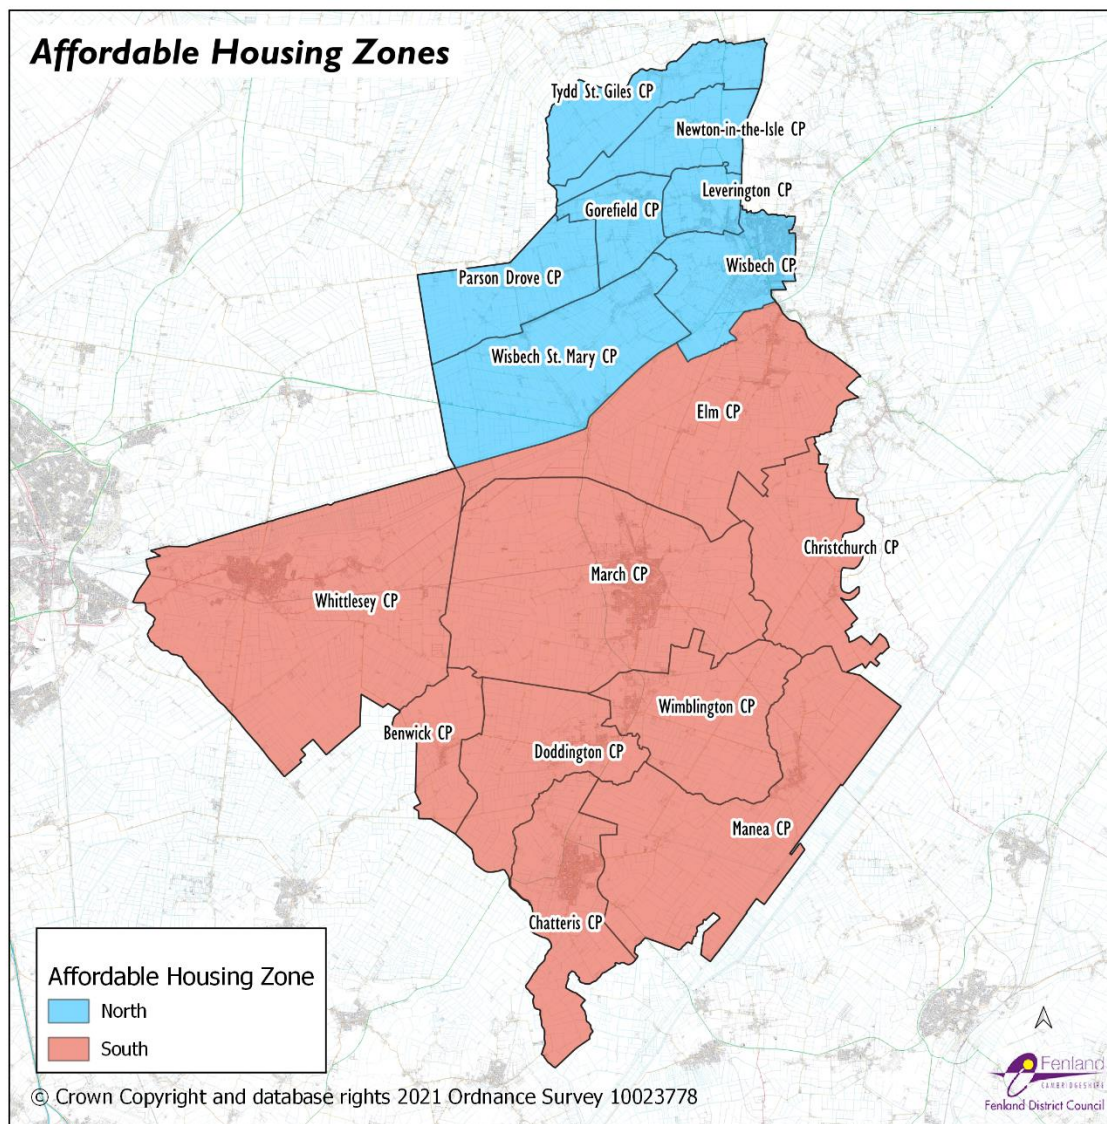 Affordable Housing Zones
Tydd St. Giles CP
Newton-in-the-Isle CP
Leverington CP
Gorefield CP
Wisbech CP
Parson Drove CP
Wisbech St. Mary CP
Elm CP
Christchurch CP
March CP
Whittlesey CP
Wimblington CP
Benwick CP
Doddington CP
Manea CP
Chatteris CP
Affordable Housing Zone
North
South
© Crown Copyright and database rights 2021 Ordnance Survey 10023778
Fenland
CAMBRIDGESHIRE
Fenland District Council